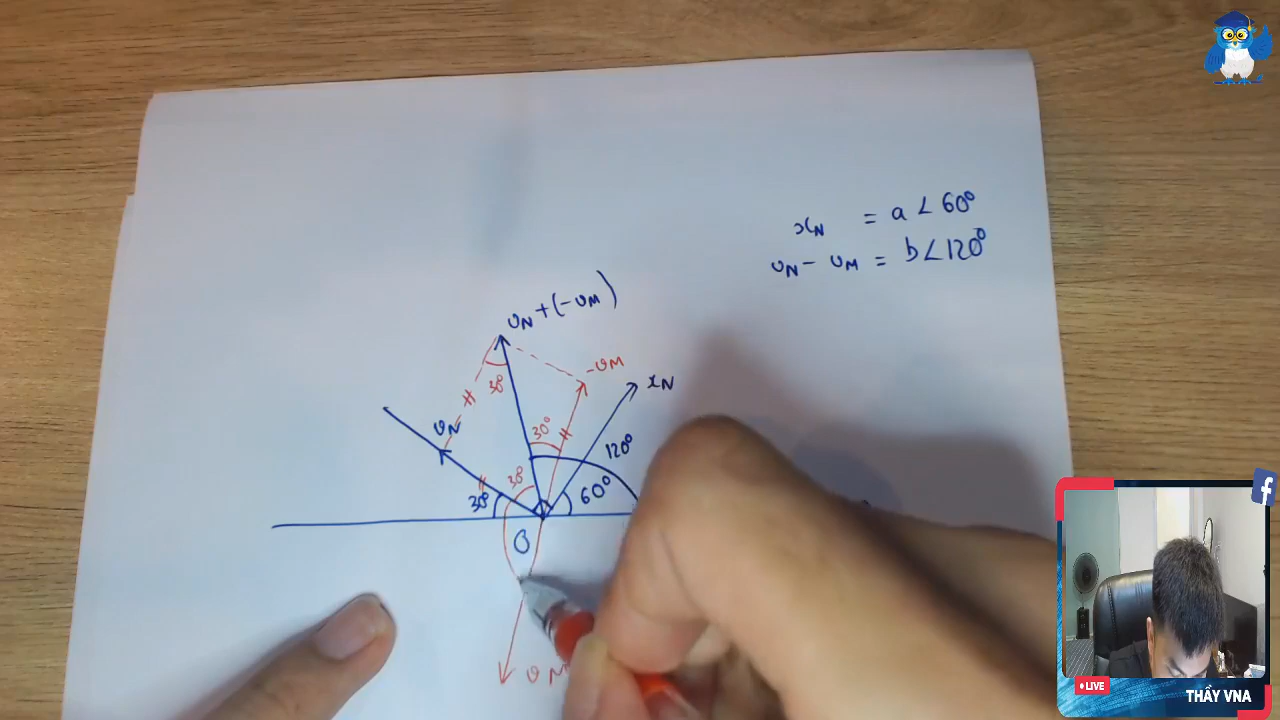 x_N = a ∠ 60°
v_N - v_M = b ∠ 120°
v_N + (-v_M)
-v_M
x_N
30°
v_N
30°
120°
30°
30°
60°
O
v_M
LIVE
THẦY VNA
f